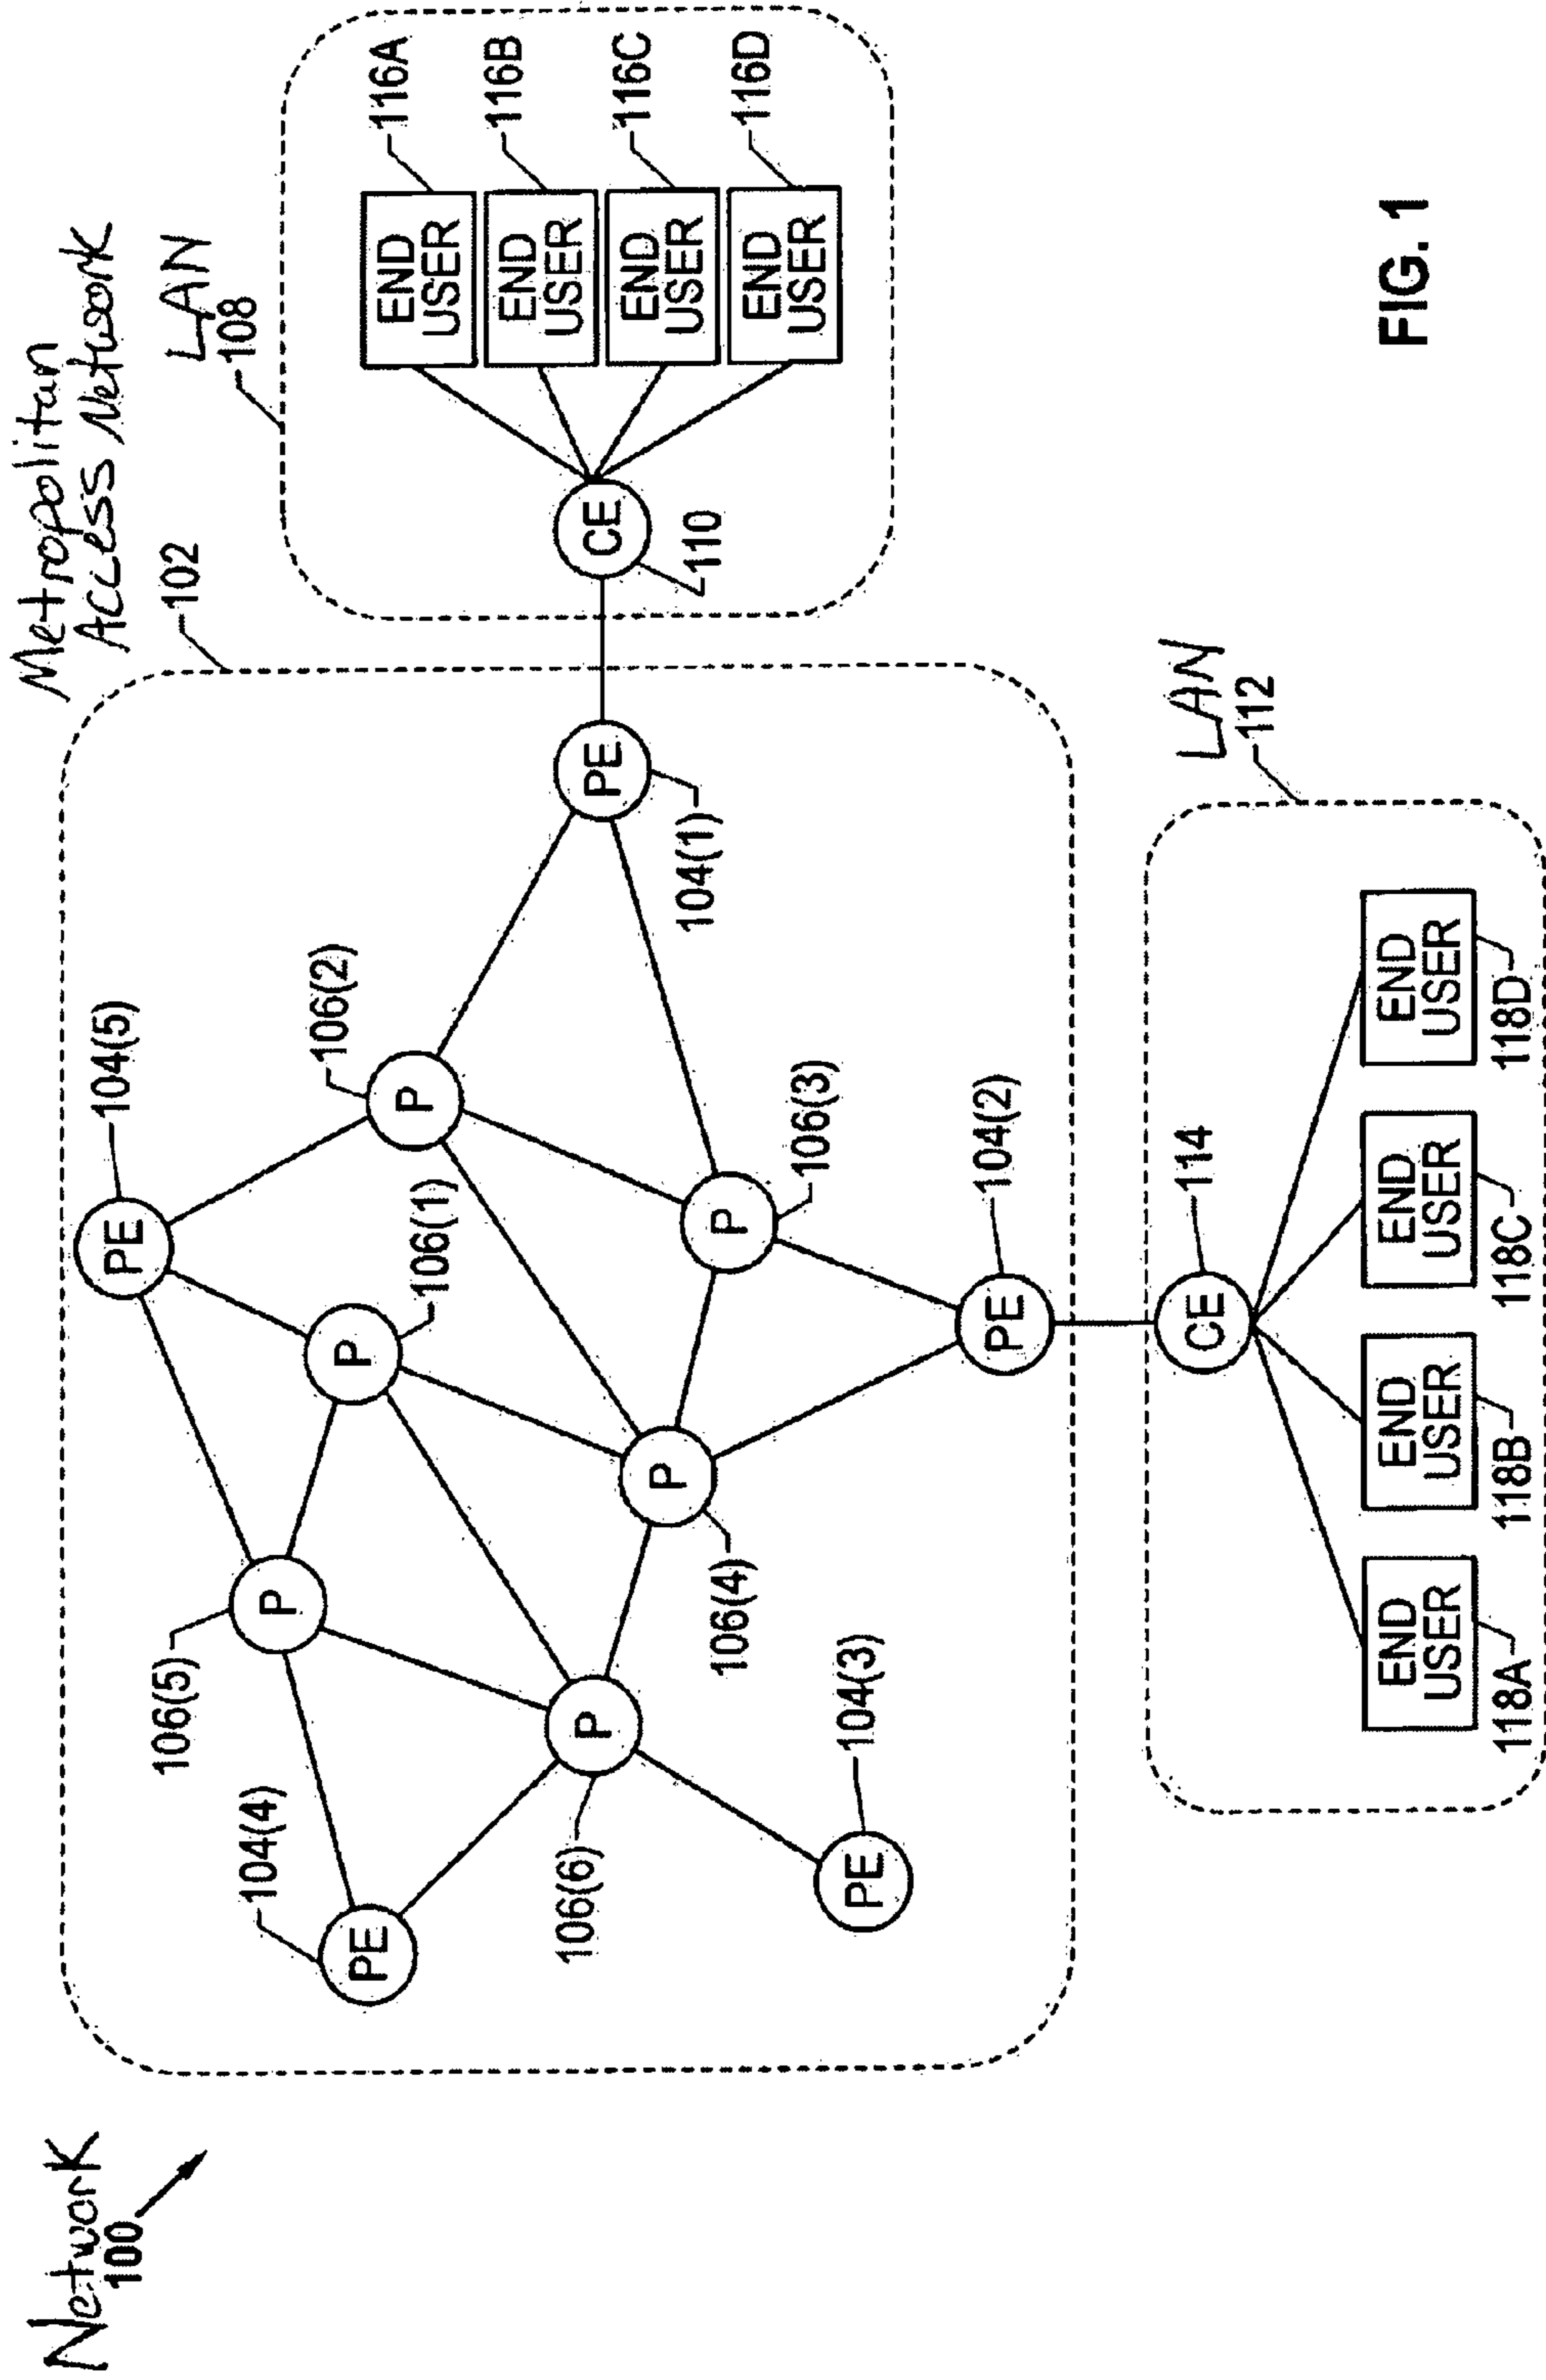 Network
100
Metropolitan
Access Network
102
LAN
108
104(5)
PE
106(2)
P
106(1)
P
106(5)
P
104(4)
PE
106(6)
P
104(3)
PE
106(4)
P
106(3)
P
104(1)
PE
104(2)
PE
CE
110
END
USER
116A
END
USER
116B
END
USER
116C
END
USER
116D
LAN
112
CE
114
END
USER
118A
END
USER
118B
END
USER
118C
END
USER
118D
FIG. 1